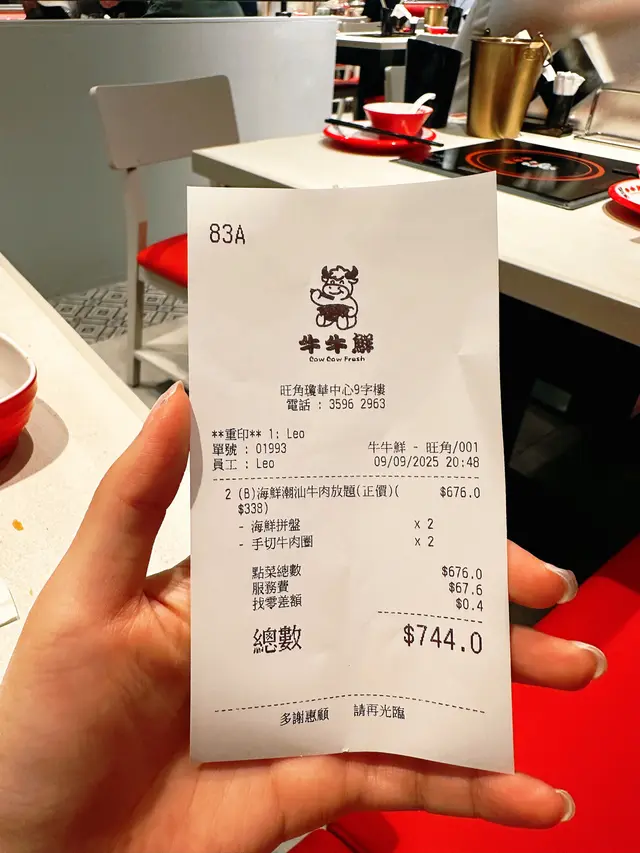 83A
牛牛鮮
Cow Cow Fresh
旺角瓊華中心9字樓
電話 : 3596 2963
**重印** 1: Leo
單號 : 01993 牛牛鮮 - 旺角/001
員工 : Leo 09/09/2025 20:48
2 (B)海鮮潮汕牛肉放題(正價)( $676.0
$338)
- 海鮮拼盤 x 2
- 手切牛肉圈 x 2
點菜總數 $676.0
服務費 $67.6
找零差額 $0.4
總數 $744.0
多謝惠顧 請再光臨